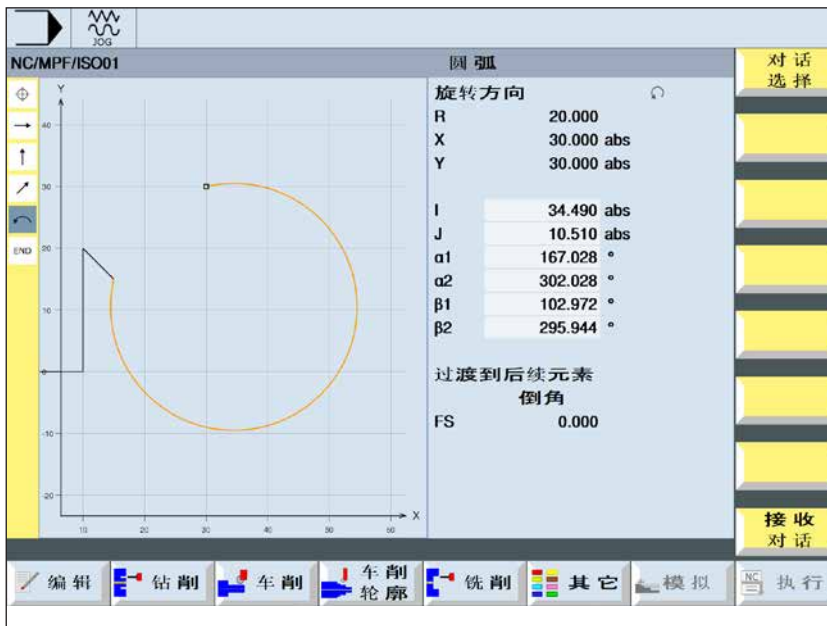 JOG
NC/MPF/ISO01
圆弧
对话
选择
旋转方向
R 20.000
X 30.000 abs
Y 30.000 abs
I 34.490 abs
J 10.510 abs
α1 167.028 °
α2 302.028 °
β1 102.972 °
β2 295.944 °
过渡到后续元素
倒角
FS 0.000
END
Y
40
30
20
10
0
-10
-20
10 20 30 40 50 60
X
接收
对话
编辑
钻削
车削
车削
轮廓
铣削
其它
模拟
NC
执行